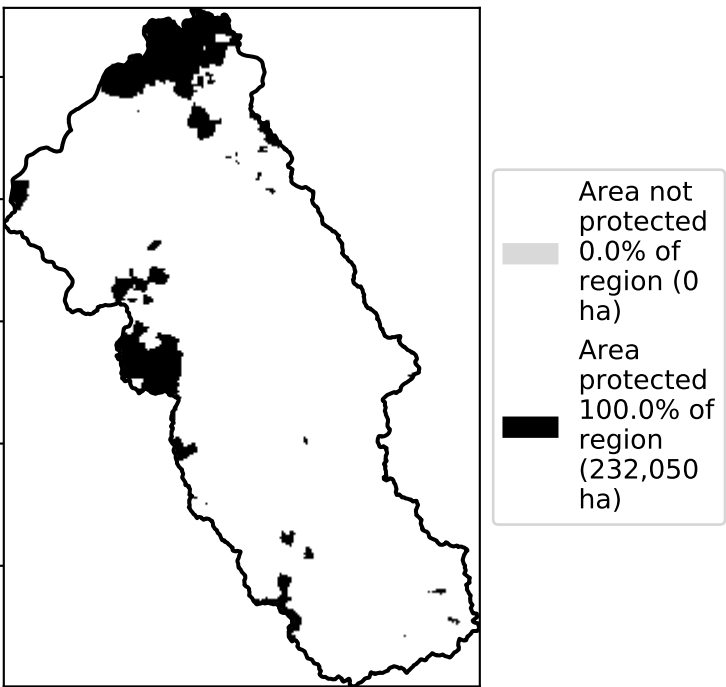 Area not
protected
0.0% of
region (0
ha)
Area
protected
100.0% of
region
(232,050
ha)